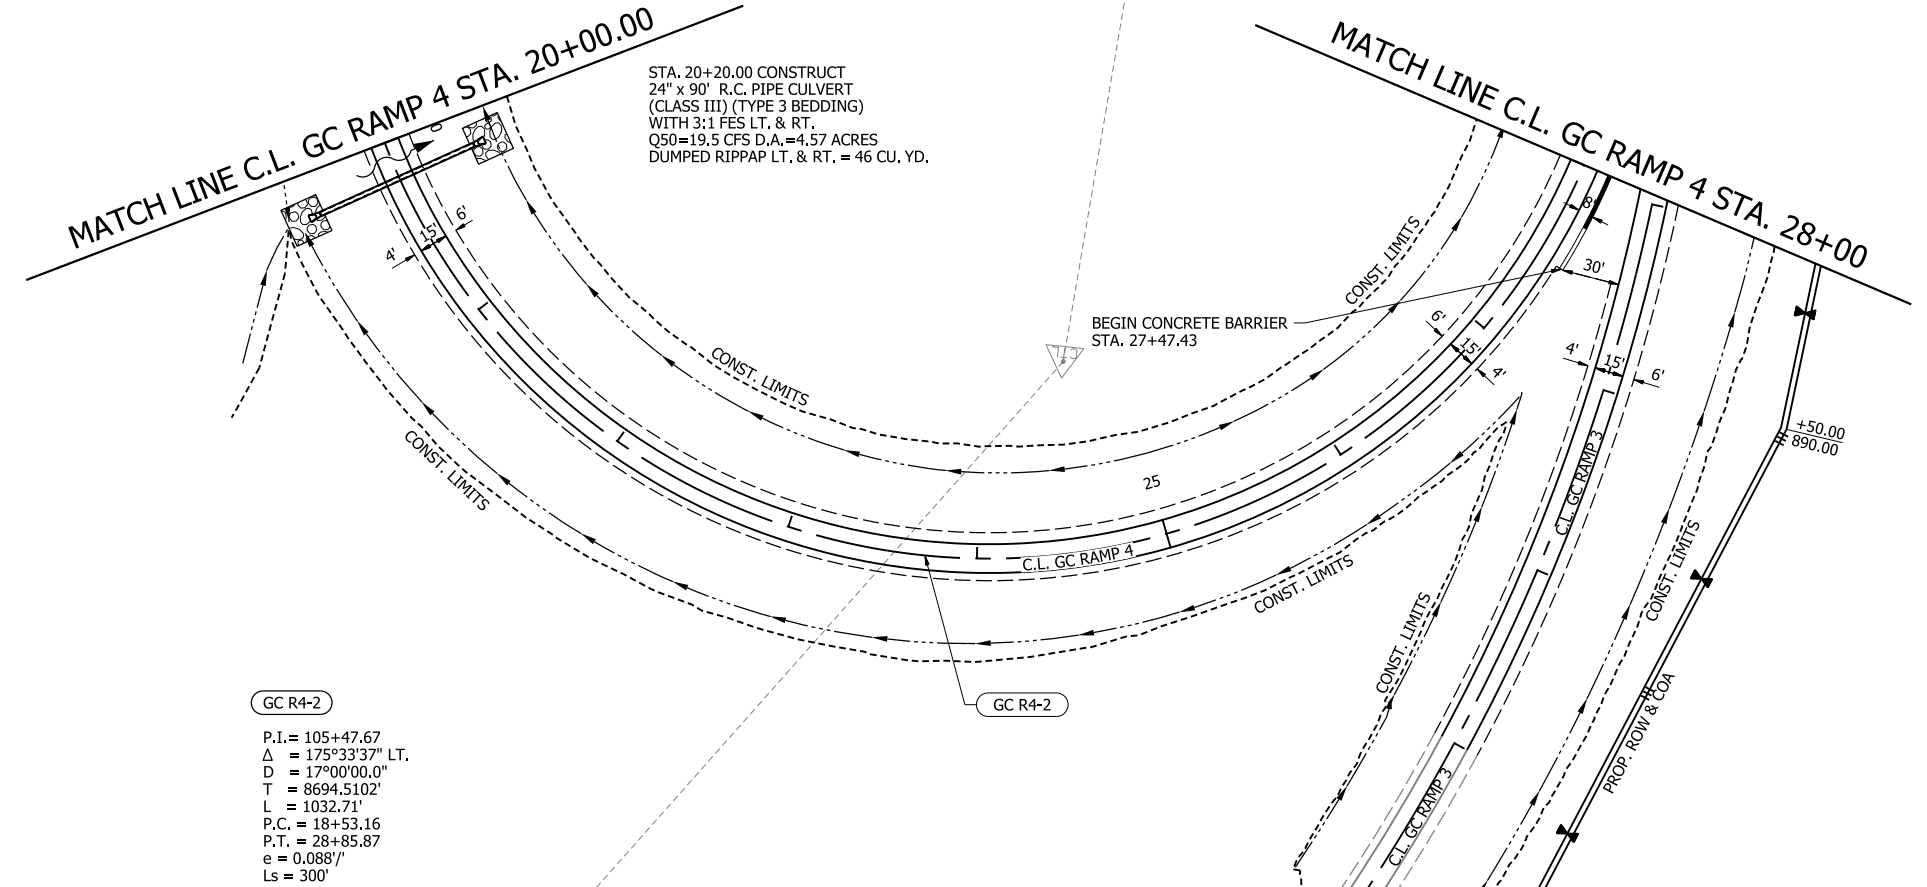 MATCH LINE C.L. GC RAMP 4 STA. 20+00.00
STA. 20+20.00 CONSTRUCT
24" x 90' R.C. PIPE CULVERT
(CLASS III) (TYPE 3 BEDDING)
WITH 3:1 FES LT. & RT.
Q50=19.5 CFS D.A.=4.57 ACRES
DUMPED RIPPAP LT. & RT. = 46 CU. YD.
MATCH LINE C.L. GC RAMP 4 STA. 28+00
4'
15'
6'
8'
30'
CONST. LIMITS
BEGIN CONCRETE BARRIER
STA. 27+47.43
CTL
6'
15'
4'
4'
15'
6'
CONST. LIMITS
CONST. LIMITS
+50.00
890.00
25
C.L. GC RAMP 4
C.L. GC RAMP 3
CONST. LIMITS
CONST. LIMITS
CONST. LIMITS
GC R4-2
PROP. ROW & COA
C.L. GC RAMP 3
GC R4-2
P.I.= 105+47.67
Δ = 175°33'37" LT.
D = 17°00'00.0"
T = 8694.5102'
L = 1032.71'
P.C. = 18+53.16
P.T. = 28+85.87
e = 0.088'/'
Ls = 300'